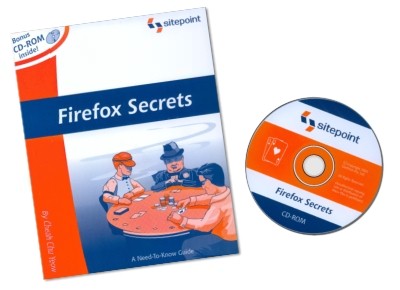 Bonus
CD-ROM
inside!
sitepoint
Firefox Secrets
by Cheah Chu Yeow
A Need-To-Know Guide
sitepoint
Firefox Secrets
CD-ROM